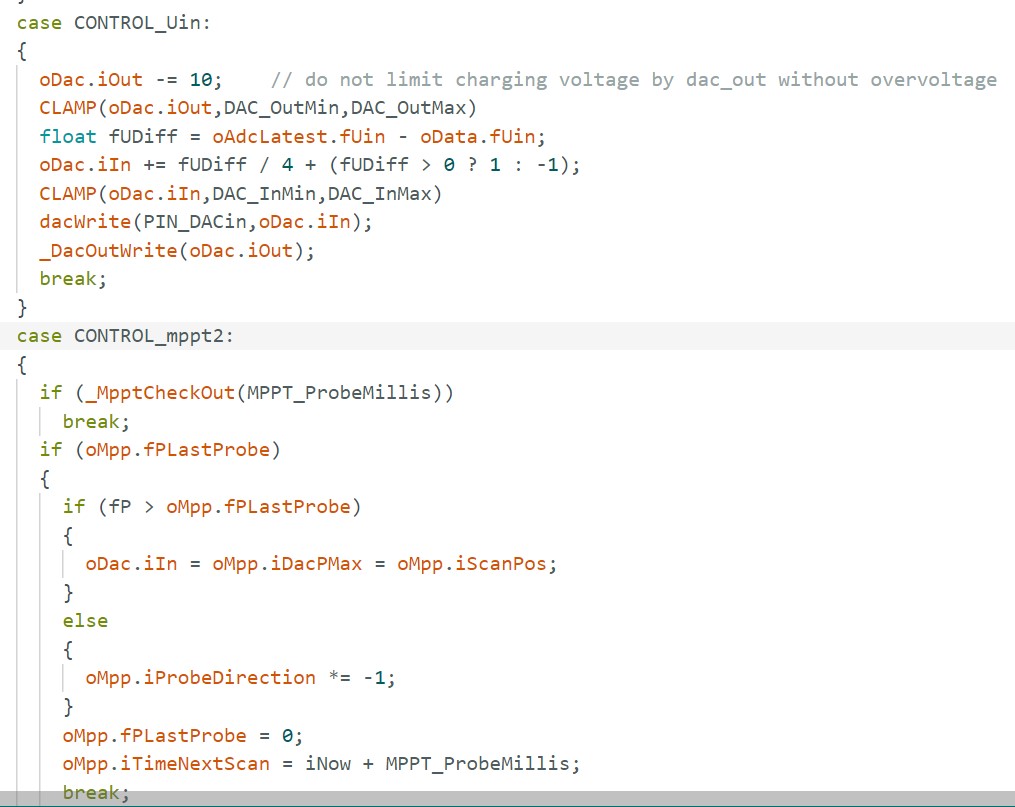 case CONTROL_Uin:
{
oDac.iOut -= 10;    // do not limit charging voltage by dac_out without overvoltage
CLAMP(oDac.iOut,DAC_OutMin,DAC_OutMax)
float fUDiff = oAdcLatest.fUin - oData.fUin;
oDac.iIn += fUDiff / 4 + (fUDiff > 0 ? 1 : -1);
CLAMP(oDac.iIn,DAC_InMin,DAC_InMax)
dacWrite(PIN_DACin,oDac.iIn);
_DacOutWrite(oDac.iOut);
break;
}
case CONTROL_mppt2:
{
if (_MpptCheckOut(MPPT_ProbeMillis))
break;
if (oMpp.fPLastProbe)
{
if (fP > oMpp.fPLastProbe)
{
oDac.iIn = oMpp.iDacPMax = oMpp.iScanPos;
}
else
{
oMpp.iProbeDirection *= -1;
}
oMpp.fPLastProbe = 0;
oMpp.iTimeNextScan = iNow + MPPT_ProbeMillis;
break;